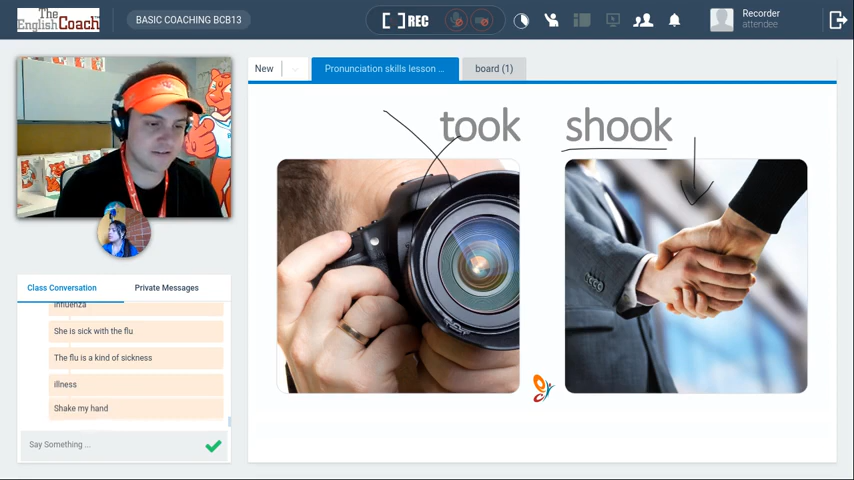 The
EnglishCoach
BASIC COACHING BCB13
[ ] REC
Recorder
attendee
New
Pronunciation skills lesson ...
board (1)
took shook
Class Conversation
Private Messages
influenza
She is sick with the flu
The flu is a kind of sickness
illness
Shake my hand
Say Something ...